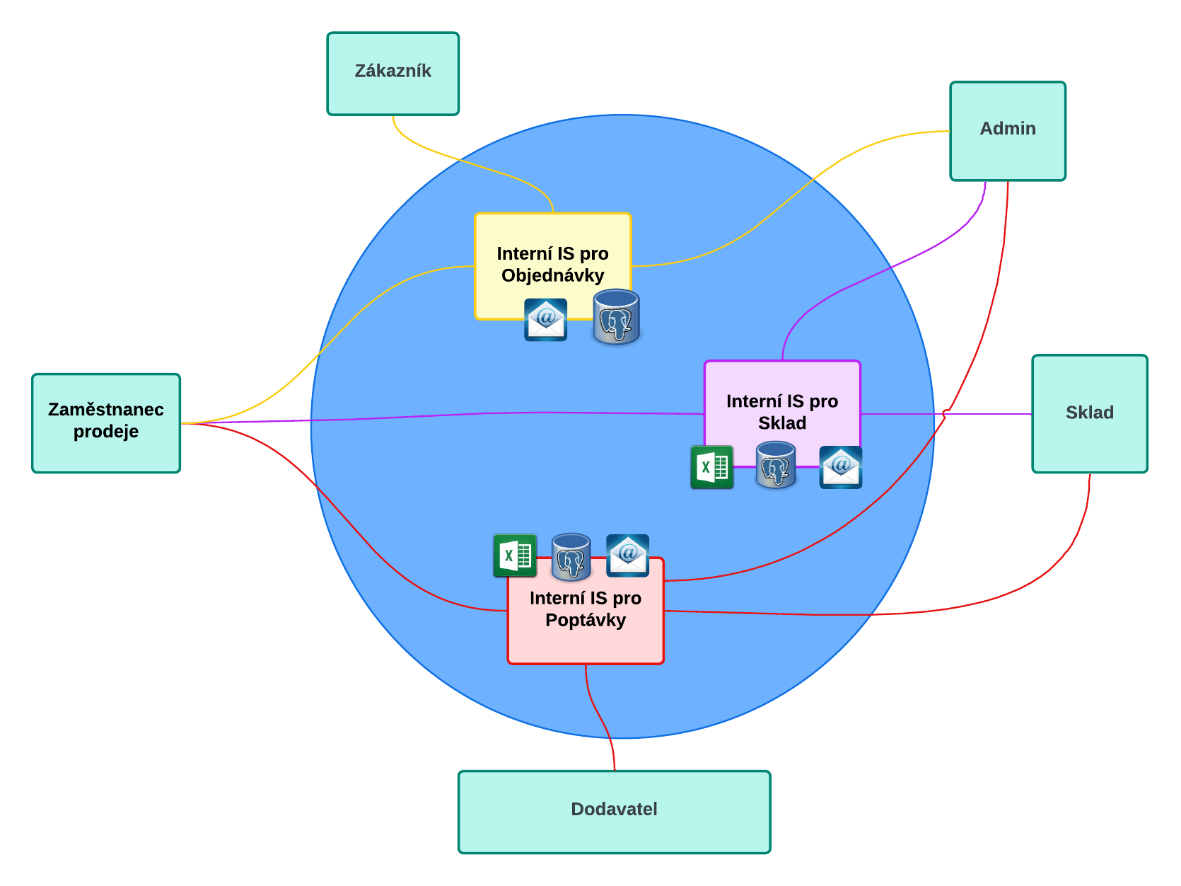 Zákazník
Admin
Interní IS pro
Objednávky
@
Zaměstnanec
prodeje
Interní IS pro
Sklad
Sklad
X
@
X
@
Interní IS pro
Poptávky
Dodavatel